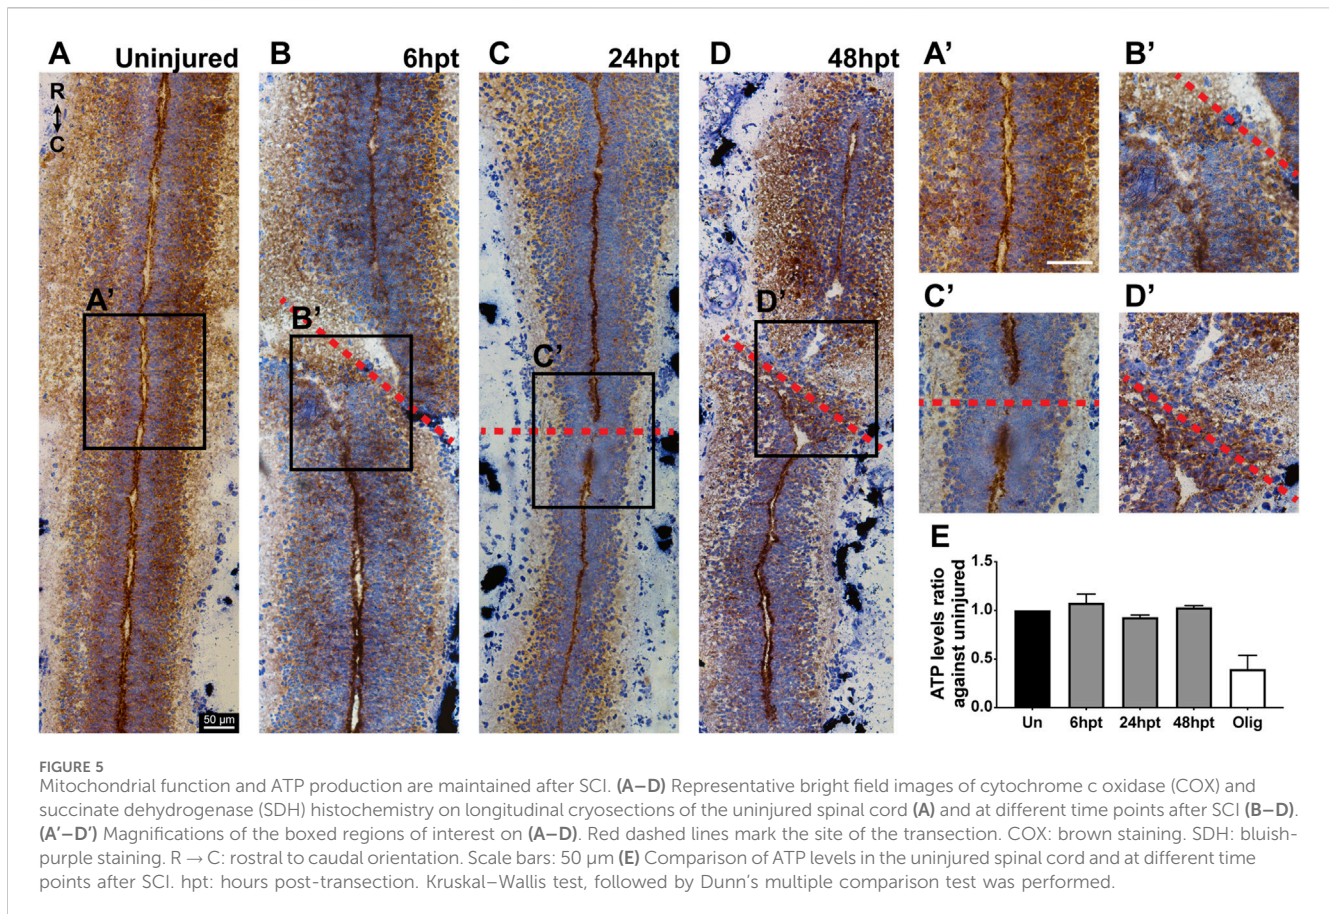 A
Uninjured
B
6hpt
C
24hpt
D
48hpt
A’
B’
R
C
A’
B’
C’
D’
C’
D’
50 µm
E
ATP levels ratio
against uninjured
1.5
1.0
0.5
0.0
Un 6hpt 24hpt 48hpt Olig
FIGURE 5
Mitochondrial function and ATP production are maintained after SCI. (A–D) Representative bright field images of cytochrome c oxidase (COX) and
succinate dehydrogenase (SDH) histochemistry on longitudinal cryosections of the uninjured spinal cord (A) and at different time points after SCI (B–D).
(A’–D’) Magnifications of the boxed regions of interest on (A–D). Red dashed lines mark the site of the transection. COX: brown staining. SDH: bluish-
purple staining. R → C: rostral to caudal orientation. Scale bars: 50 µm (E) Comparison of ATP levels in the uninjured spinal cord and at different time
points after SCI. hpt: hours post-transection. Kruskal–Wallis test, followed by Dunn’s multiple comparison test was performed.